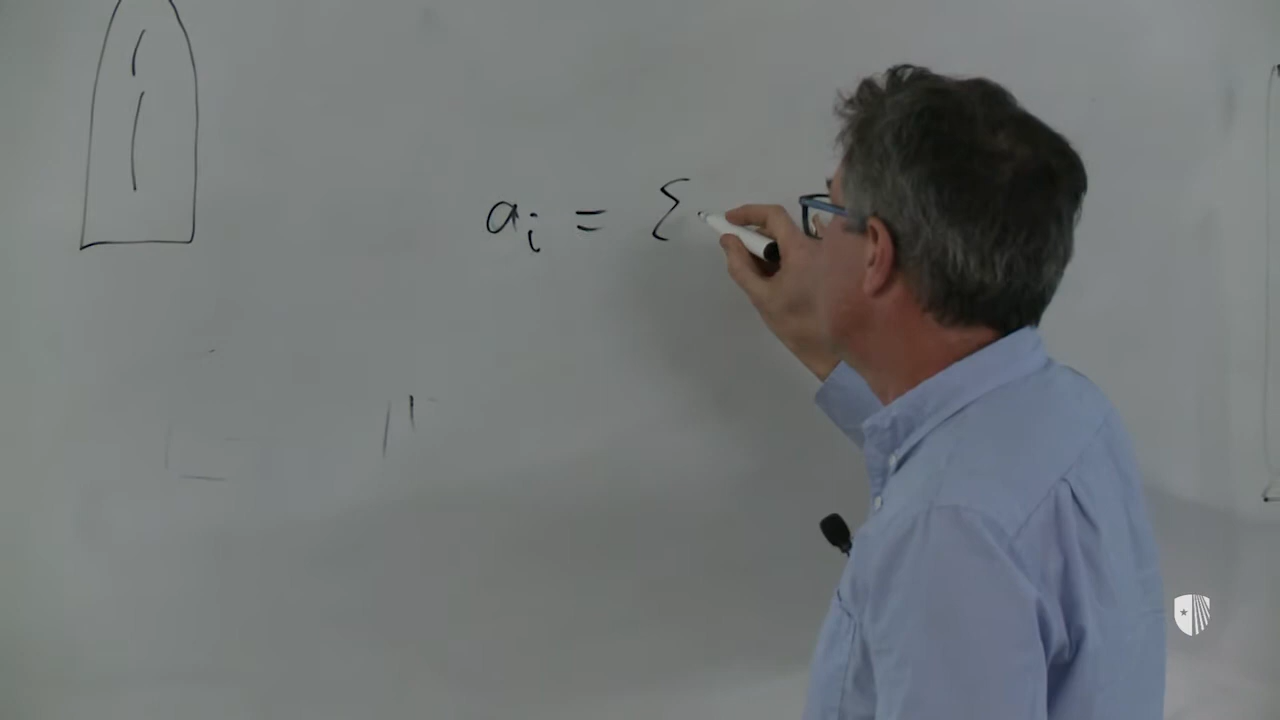 aᵢ = Σ